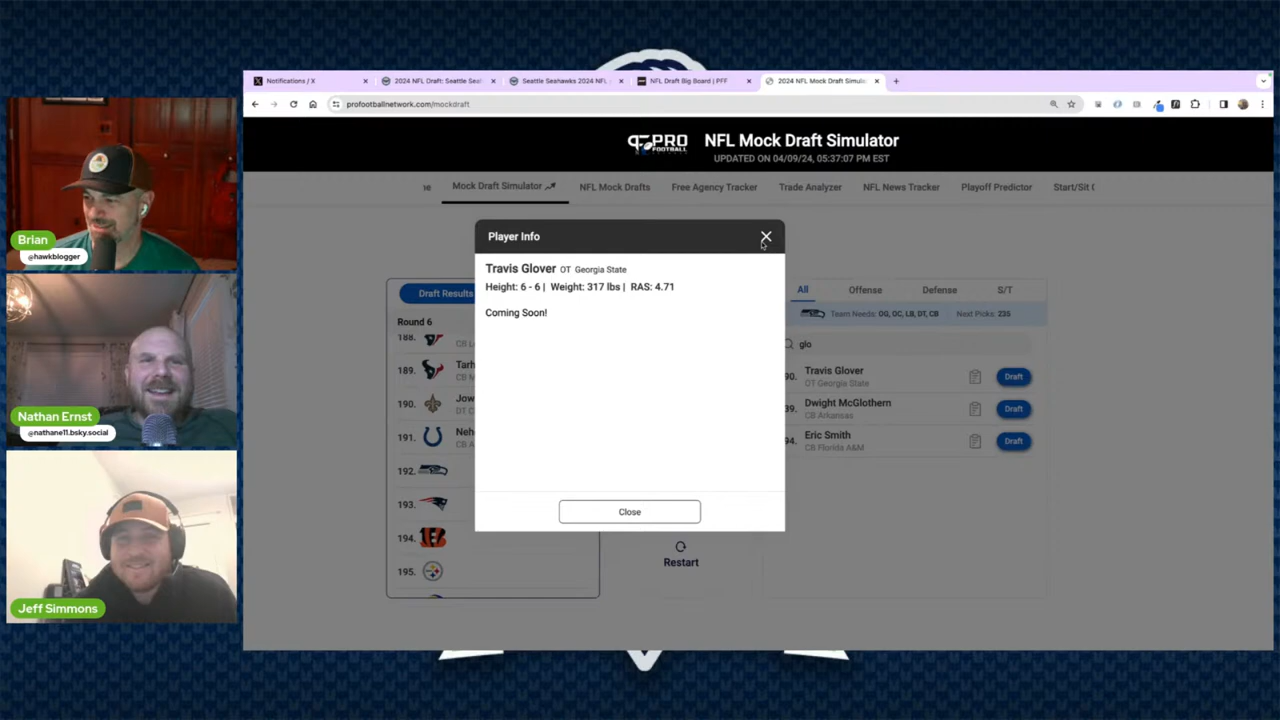 Notifications / X
2024 NFL Draft: Seattle Sea
Seattle Seahawks 2024 NFL
NFL Draft Big Board | PFF
2024 NFL Mock Draft Simula
profootballnetwork.com/mockdraft
PRO
FOOTBALL
NFL Mock Draft Simulator
UPDATED ON 04/09/24, 05:37:07 PM EST
Mock Draft Simulator
NFL Mock Drafts
Free Agency Tracker
Trade Analyzer
NFL News Tracker
Playoff Predictor
Start/Sit
Brian
@hawkblogger
Nathan Ernst
@nathane11.bsky.social
Jeff Simmons
Draft Results
Round 6
188.
CB L
189.
Tarh
CB M
190.
Jow
DT C
191.
Neh
CB A
192.
193.
194.
195.
Player Info
Travis Glover OT Georgia State
Height: 6 - 6 | Weight: 317 lbs | RAS: 4.71
Coming Soon!
Close
Restart
All
Offense
Defense
S/T
Team Needs: OG, OC, LB, DT, CB
Next Picks: 235
glo
90.
Travis Glover
OT Georgia State
Draft
39.
Dwight McGlothern
CB Arkansas
Draft
94.
Eric Smith
CB Florida A&M
Draft